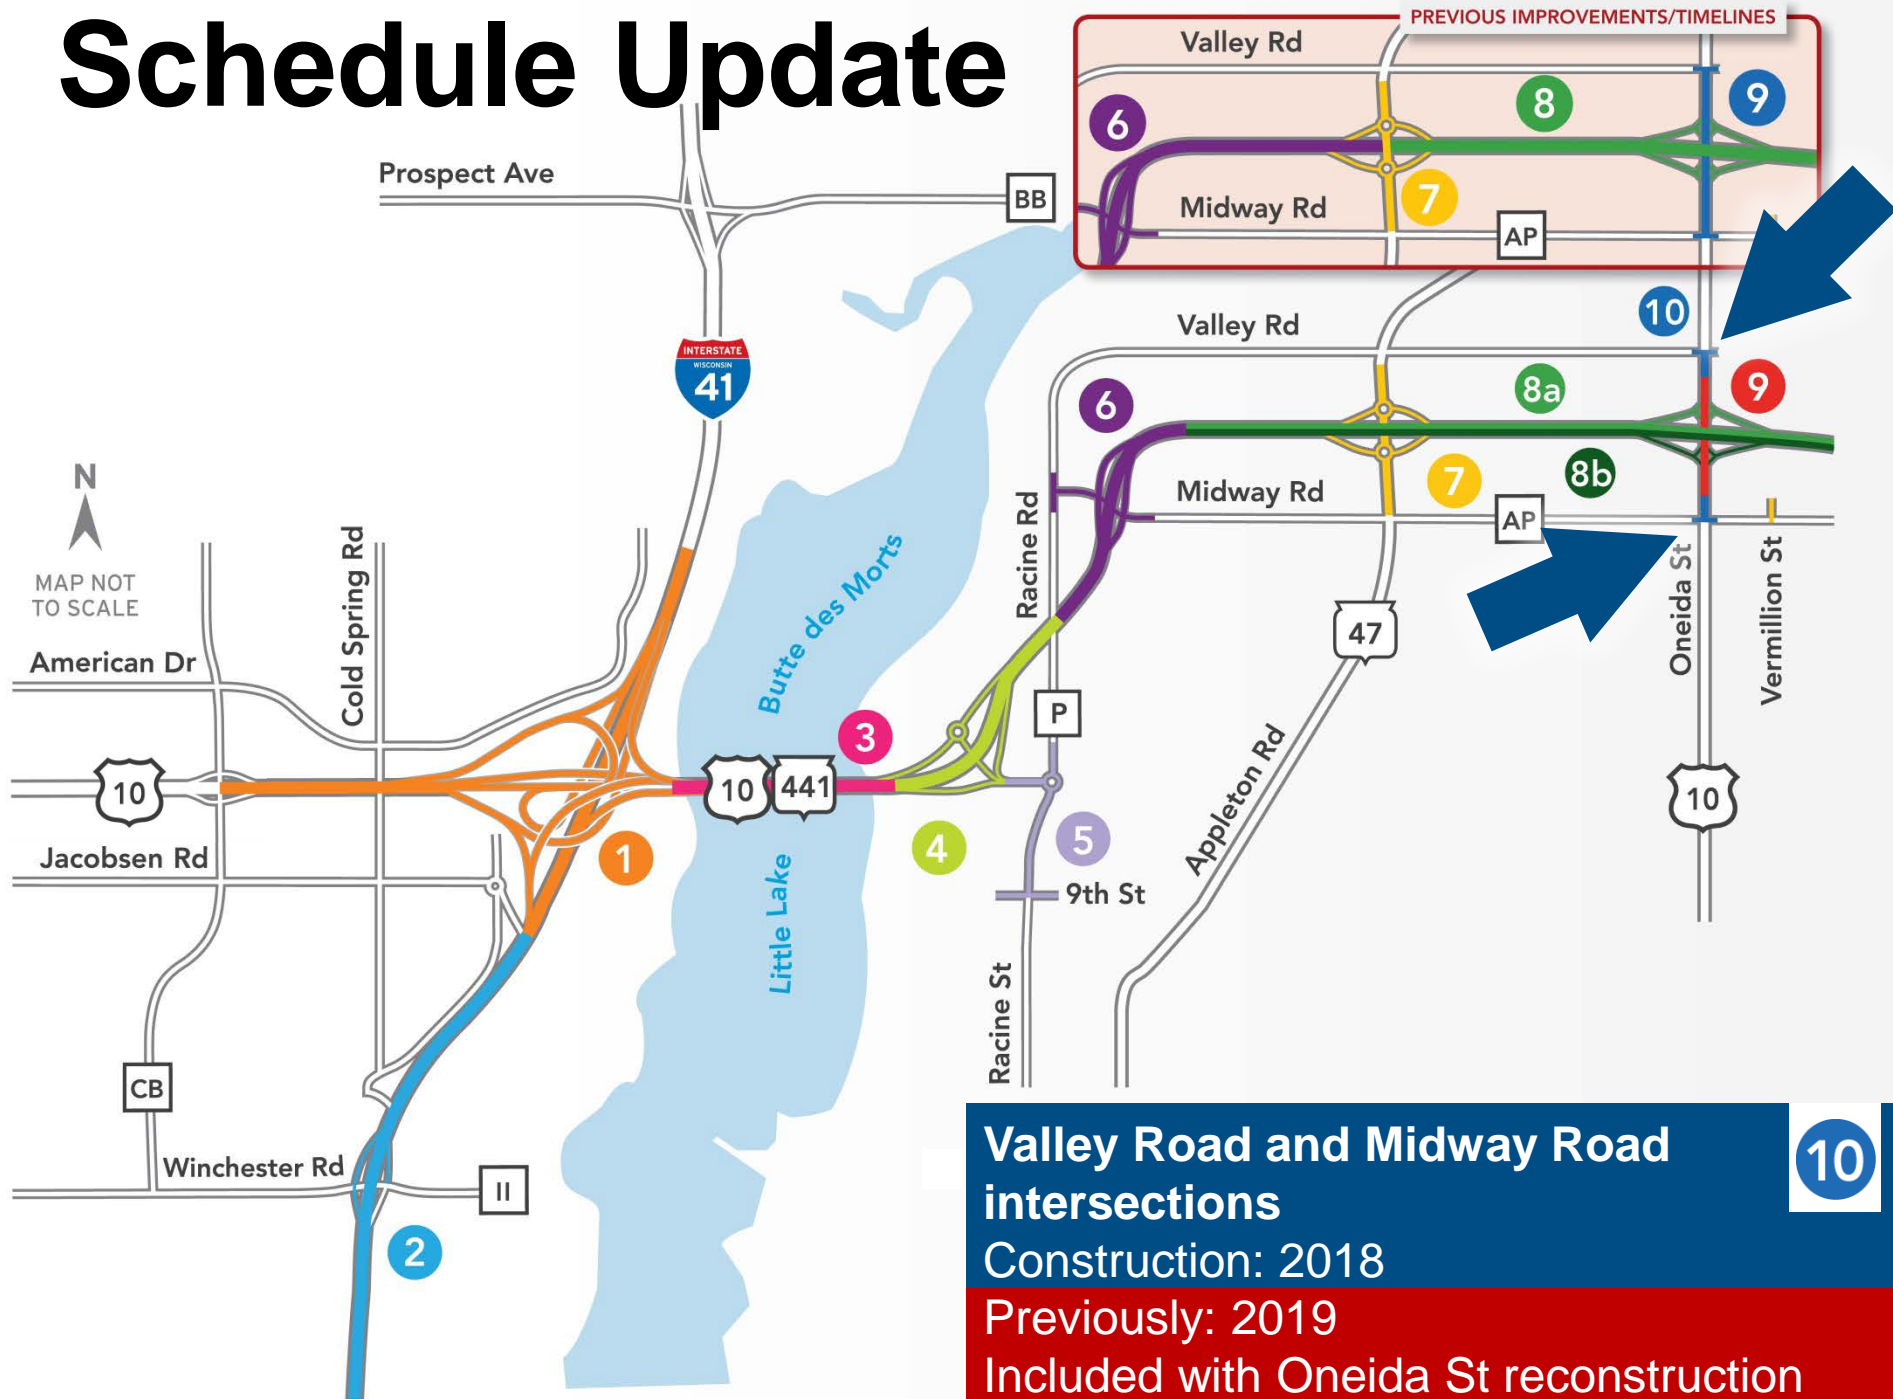 Schedule Update
PREVIOUS IMPROVEMENTS/TIMELINES
Valley Rd
6
8
9
7
Midway Rd
AP
Prospect Ave
BB
INTERSTATE
WISCONSIN
41
10
Valley Rd
6
8a
9
7
8b
Midway Rd
AP
N
MAP NOT
TO SCALE
American Dr
Cold Spring Rd
Butte des Morts
Racine Rd
47
Oneida St
Vermillion St
P
3
10
10
441
10
Appleton Rd
Jacobsen Rd
1
4
5
9th St
Little Lake
Racine St
CB
Winchester Rd
II
2
Valley Road and Midway Road
intersections
10
Construction: 2018
Previously: 2019
Included with Oneida St reconstruction